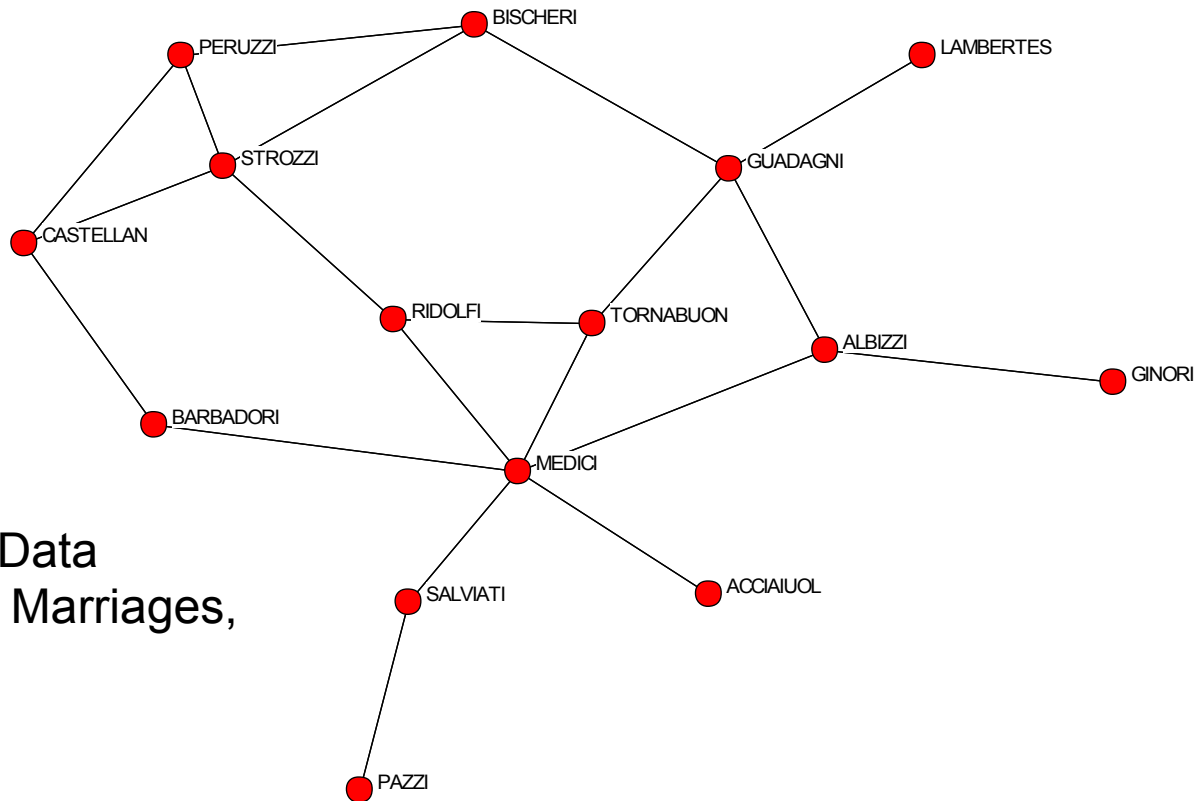 BISCHERI
PERUZZI
LAMBERTES
STROZZI
GUADAGNI
CASTELLAN
RIDOLFI
TORNABUON
ALBIZZI
GINORI
BARBADORI
MEDICI
Data
Marriages,
SALVIATI
ACCIAIUOL
PAZZI